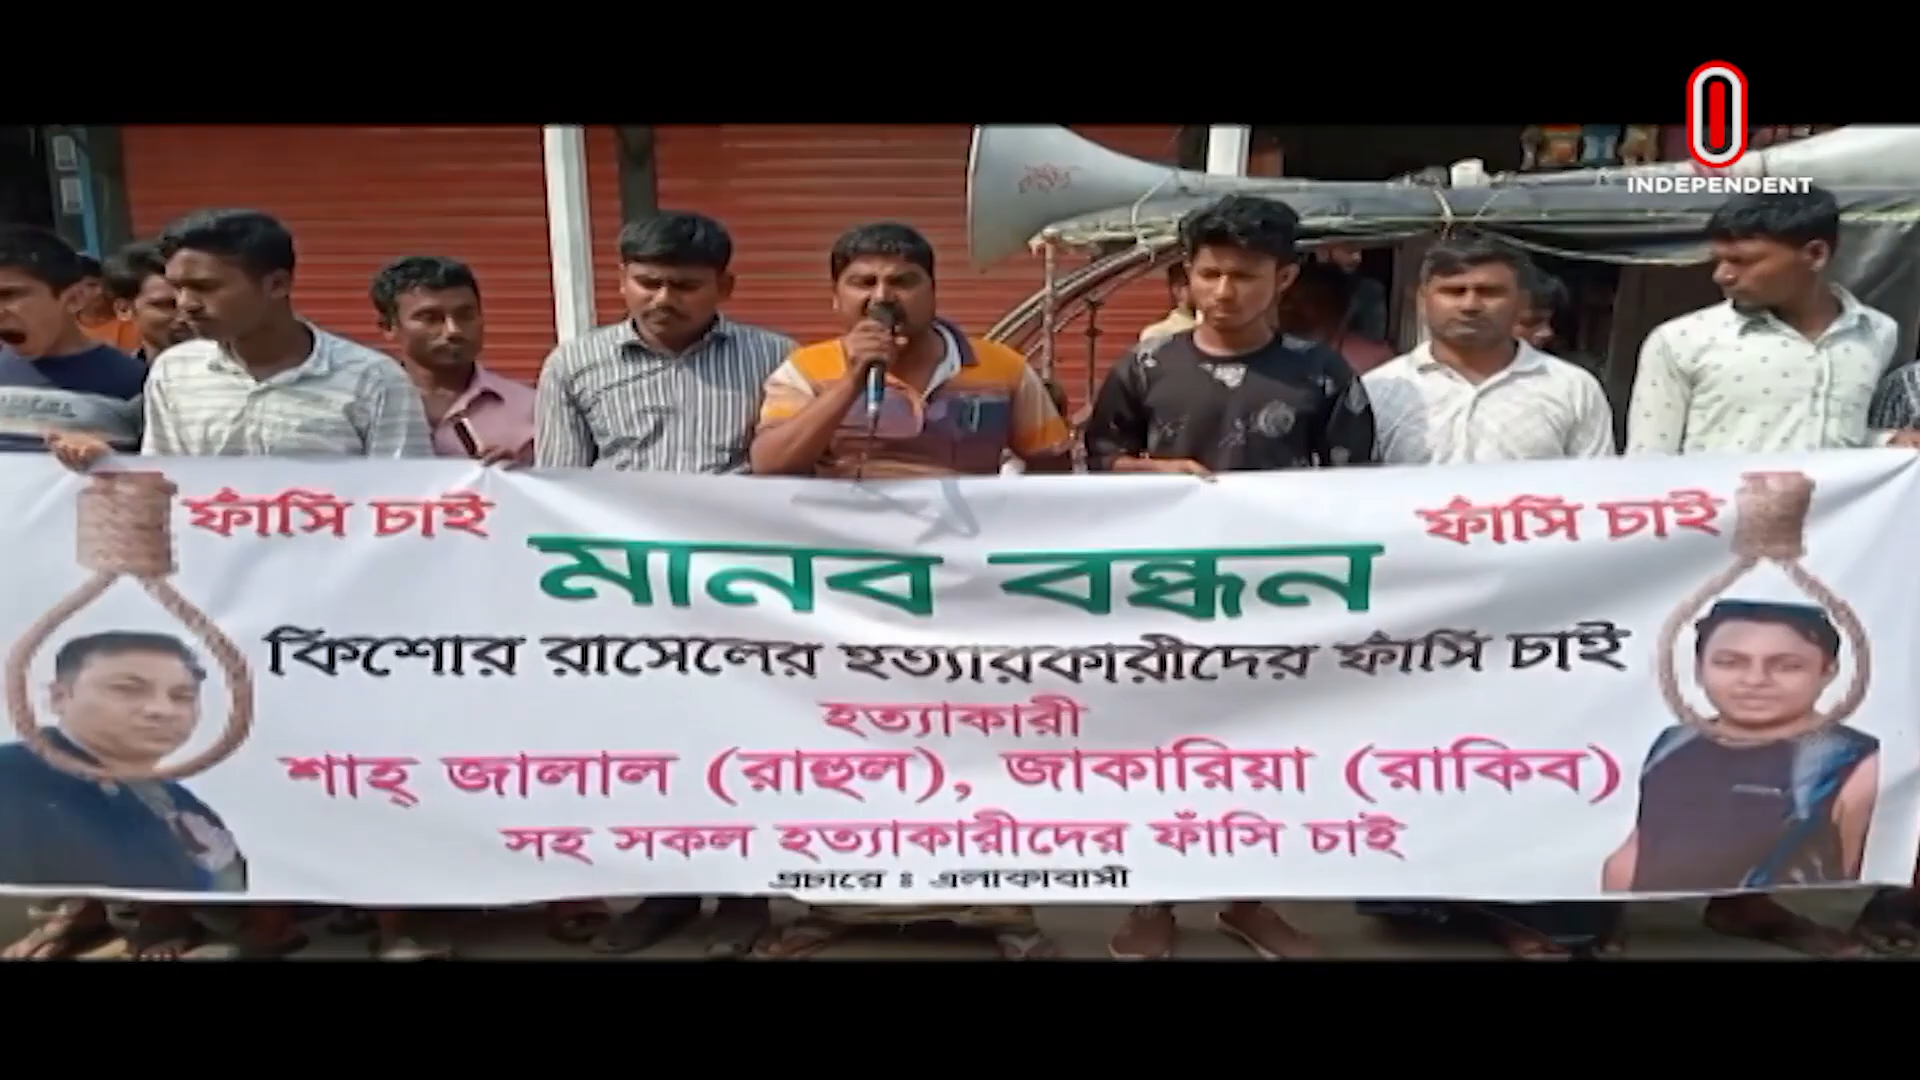 INDEPENDENT
ফাঁসি চাই
ফাঁসি চাই
মানব বন্ধন
কিশোর রাসেলের হত্যারকারীদের ফাঁসি চাই
হত্যাকারী
শাহ্ জালাল (রাহুল), জাকারিয়া (রাকিব)
সহ সকল হত্যাকারীদের ফাঁসি চাই
প্রচারে ঃ এলাকাবাসী